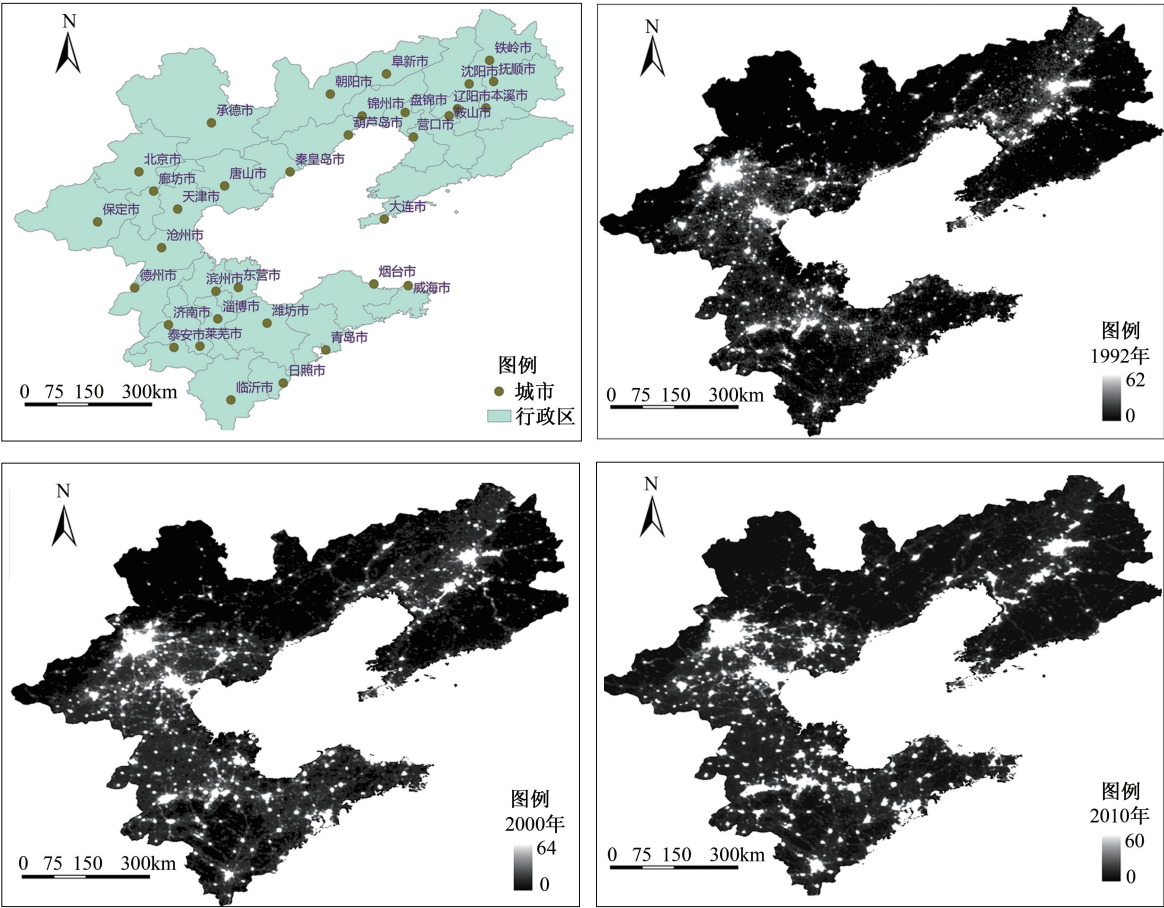 N
铁岭市
阜新市
沈阳市
抚顺市
朝阳市
锦州市
盘锦市
辽阳市
本溪市
鞍山市
承德市
葫芦岛市
营口市
北京市
秦皇岛市
廊坊市
唐山市
天津市
保定市
大连市
沧州市
德州市
滨州市
东营市
烟台市
威海市
济南市
淄博市
潍坊市
泰安市
莱芜市
青岛市
日照市
临沂市
图例
城市
行政区
0 75 150 300km
N
图例
1992年
62
0
0 75 150 300km
N
图例
2000年
64
0
0 75 150 300km
N
图例
2010年
60
0
0 75 150 300km